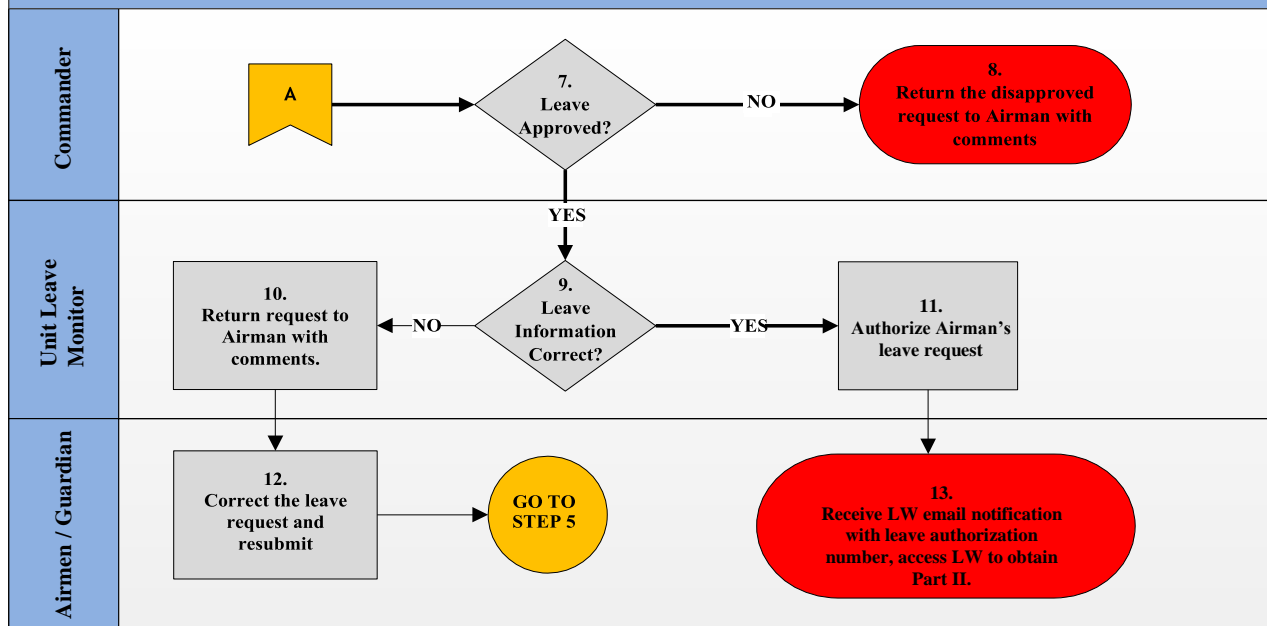 Commander
A
7.
Leave
Approved?
NO
8.
Return the disapproved
request to Airman with
comments
YES
Unit Leave
Monitor
10.
Return request to
Airman with
comments.
NO
9.
Leave
Information
Correct?
YES
11.
Authorize Airman's
leave request
Airmen / Guardian
12.
Correct the leave
request and
resubmit
GO TO
STEP 5
13.
Receive LW email notification
with leave authorization
number, access LW to obtain
Part II.